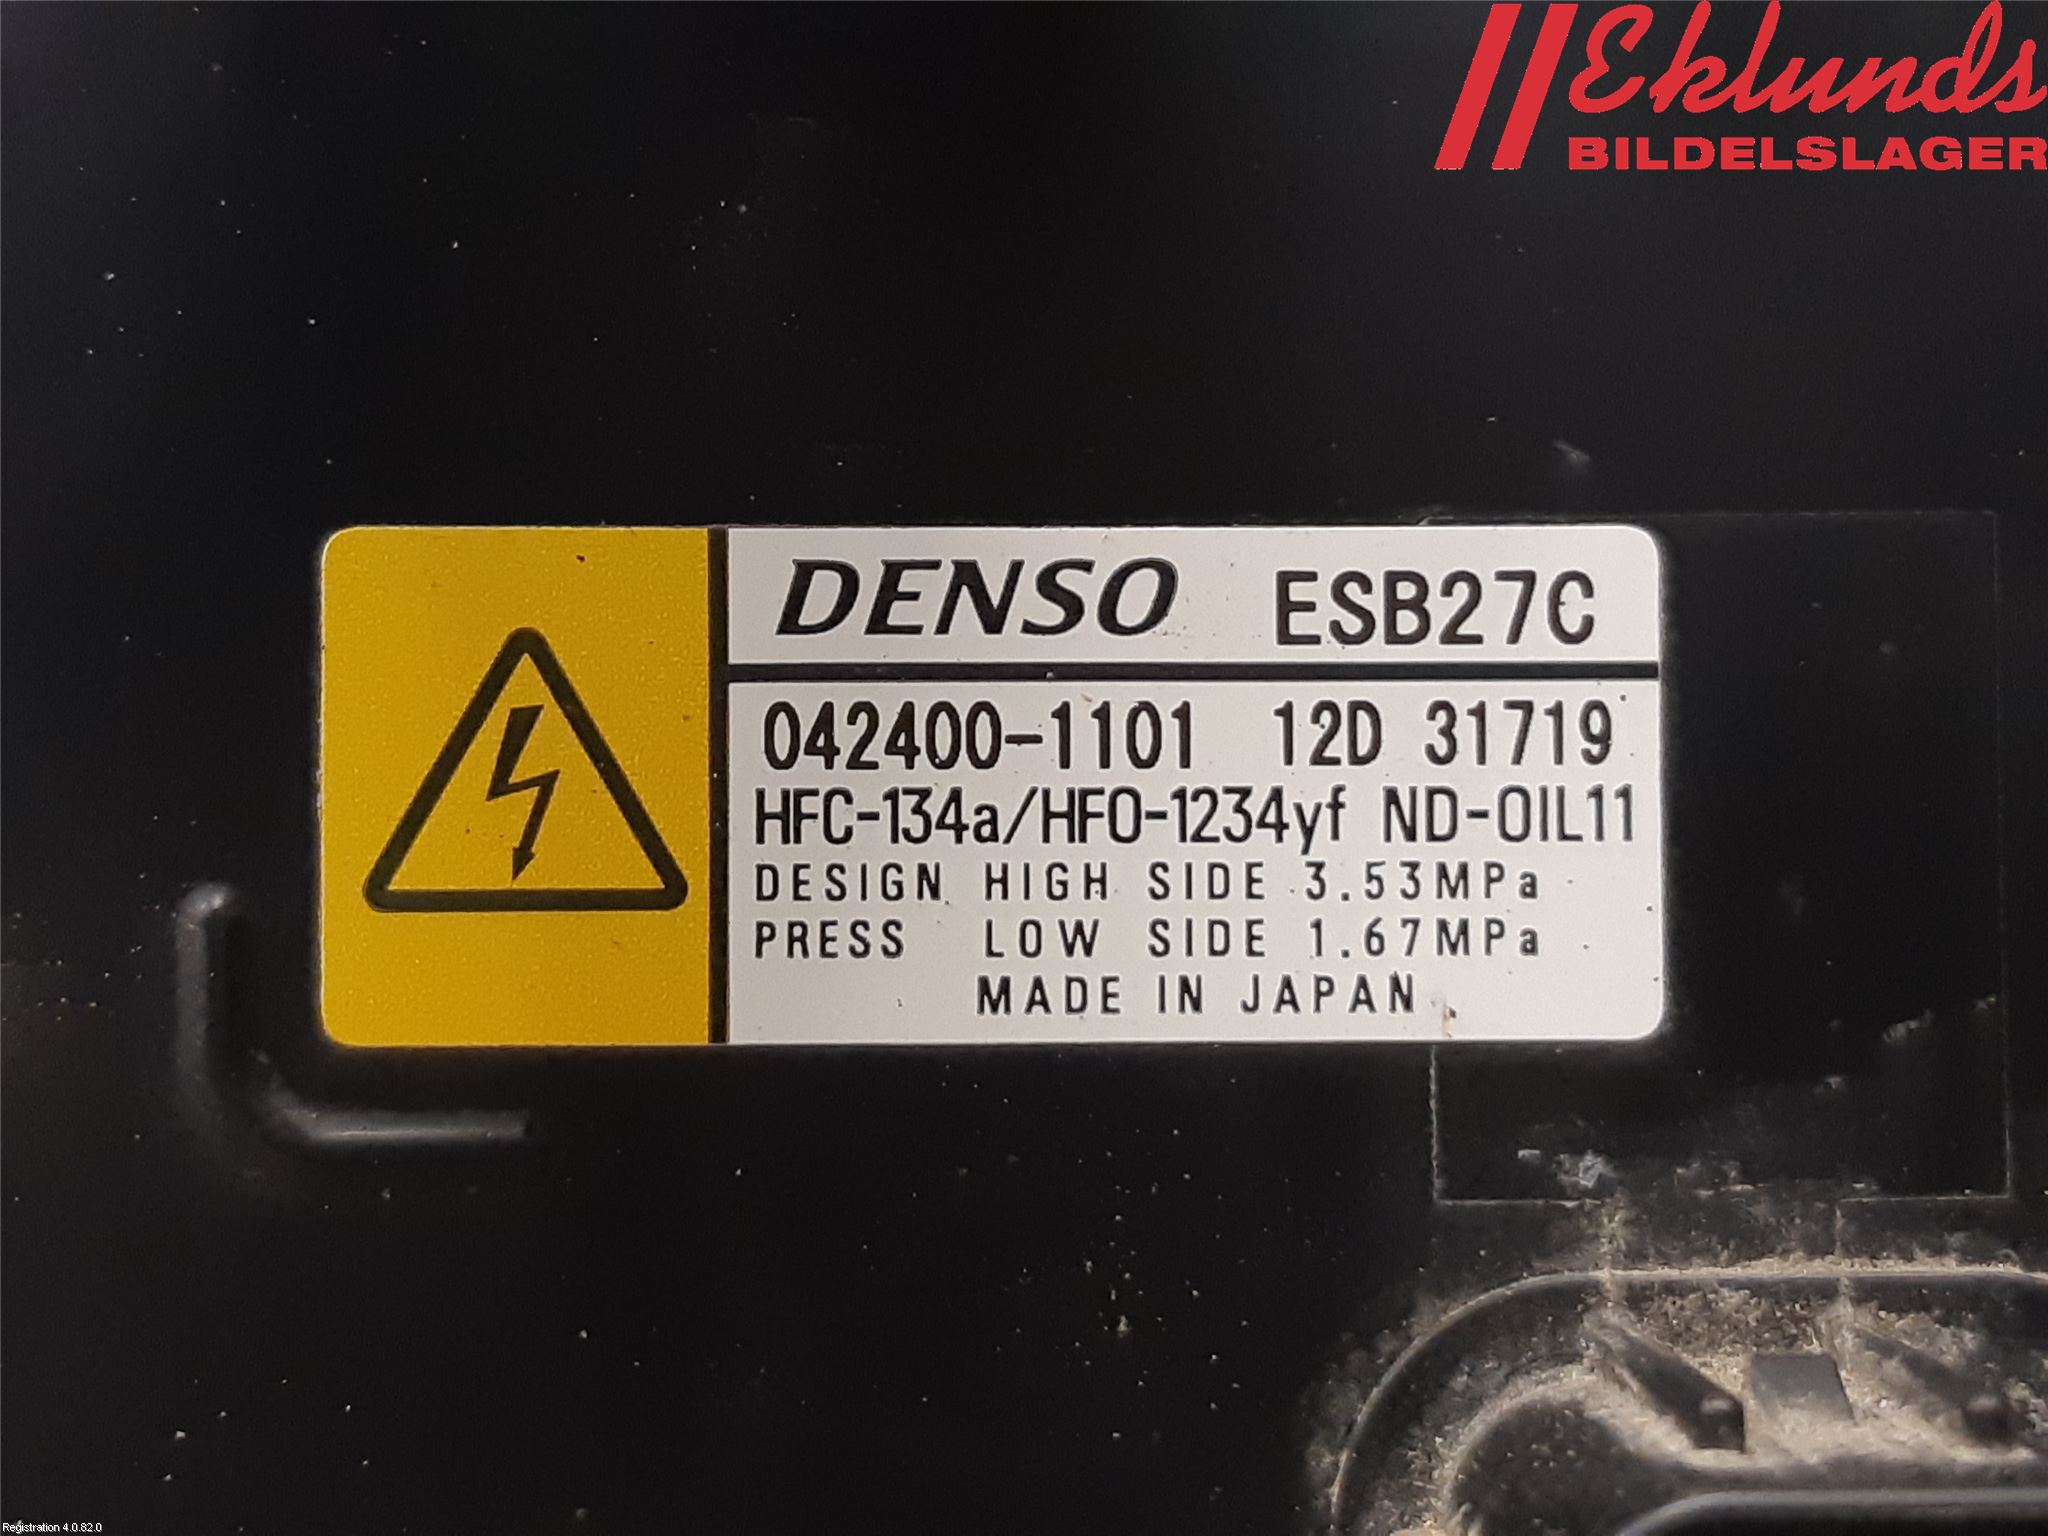 Eklunds
BILDELSLAGER
DENSO ESB27C
042400-1101 12D 31719
HFC-134a/HFO-1234yf ND-OIL11
DESIGN HIGH SIDE 3.53MPa
PRESS LOW SIDE 1.67MPa
MADE IN JAPAN
Registration 4.0.82.0